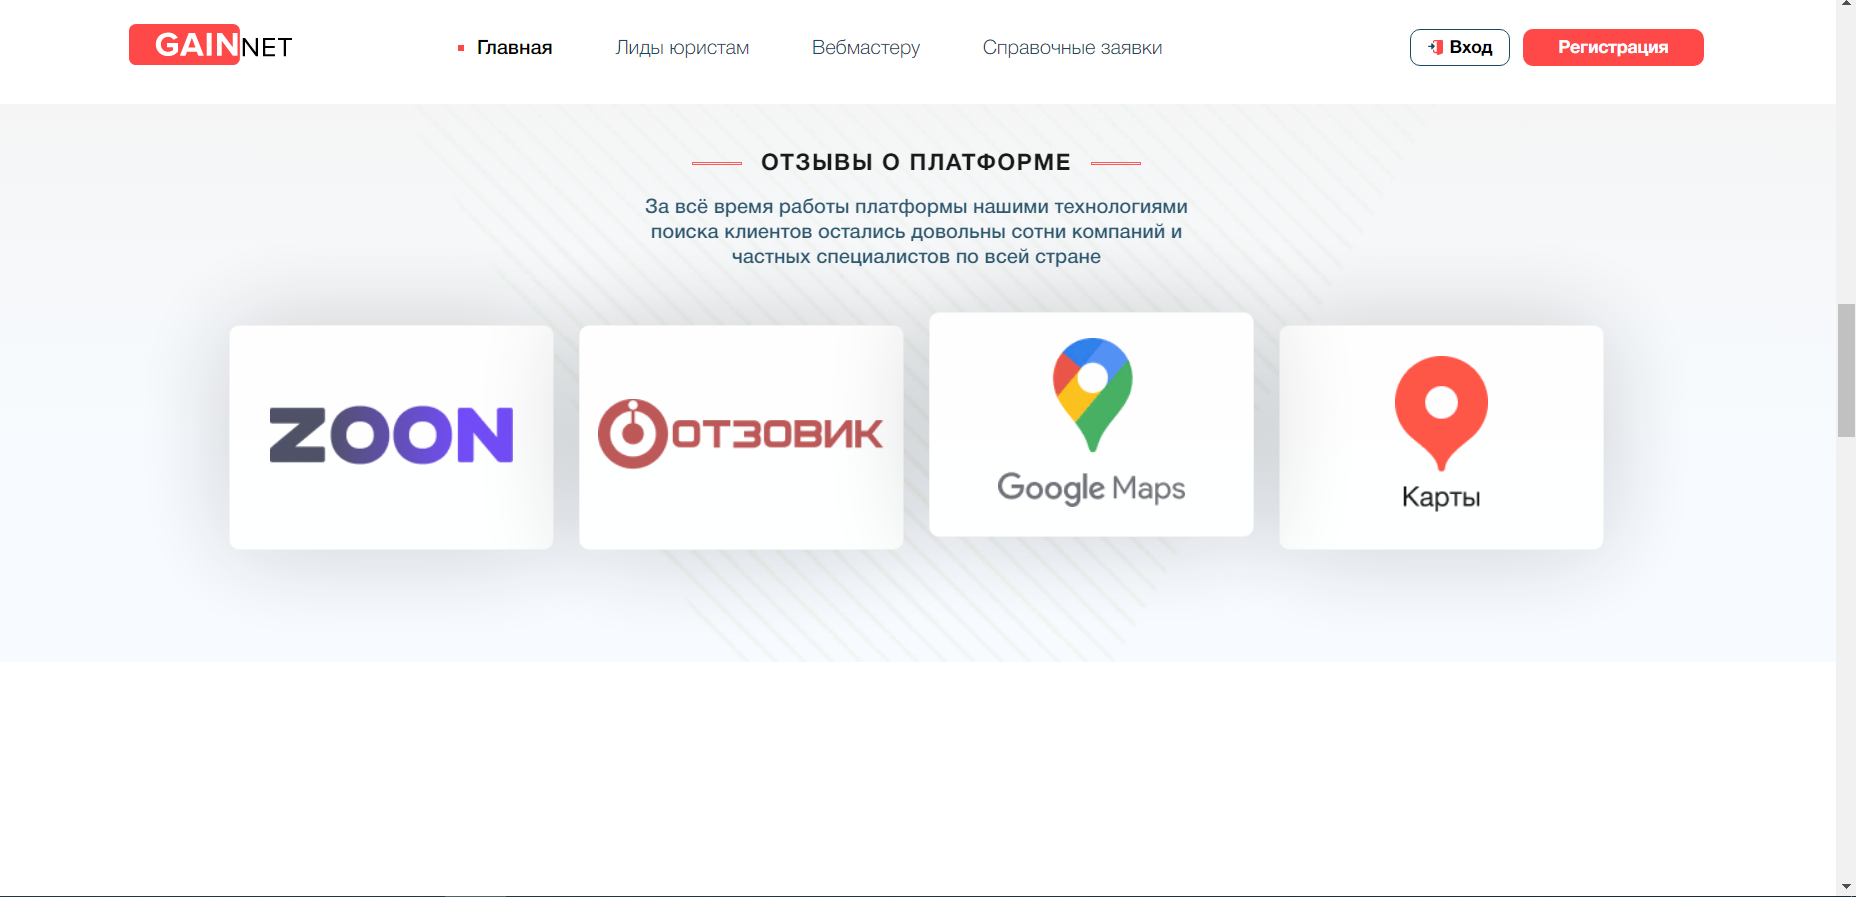 GAINNET
Главная
Лиды юристам
Вебмастеру
Справочные заявки
Вход
Регистрация
ОТЗЫВЫ О ПЛАТФОРМЕ
За всё время работы платформы нашими технологиями
поиска клиентов остались довольны сотни компаний и
частных специалистов по всей стране
ZOON
ОТЗОВИК
Google Maps
Карты